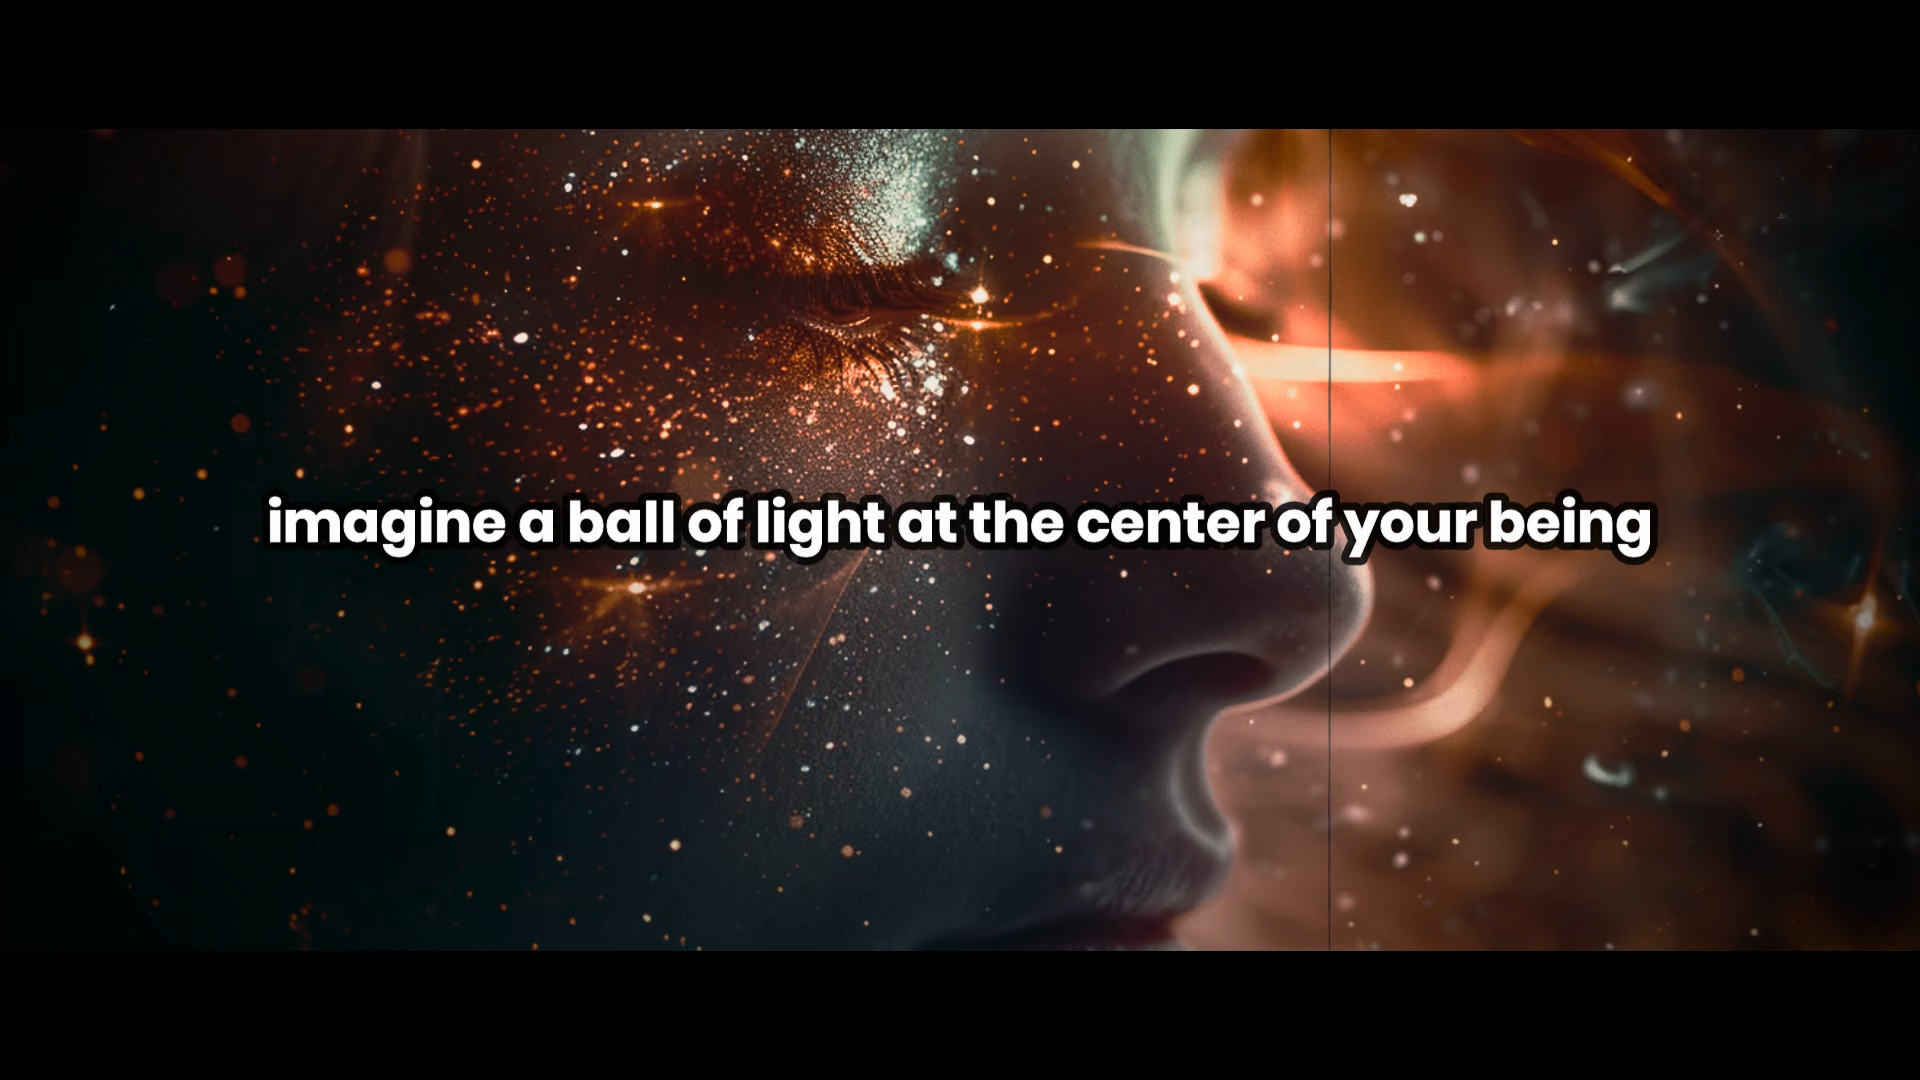 imagine a ball of light at the center of your being